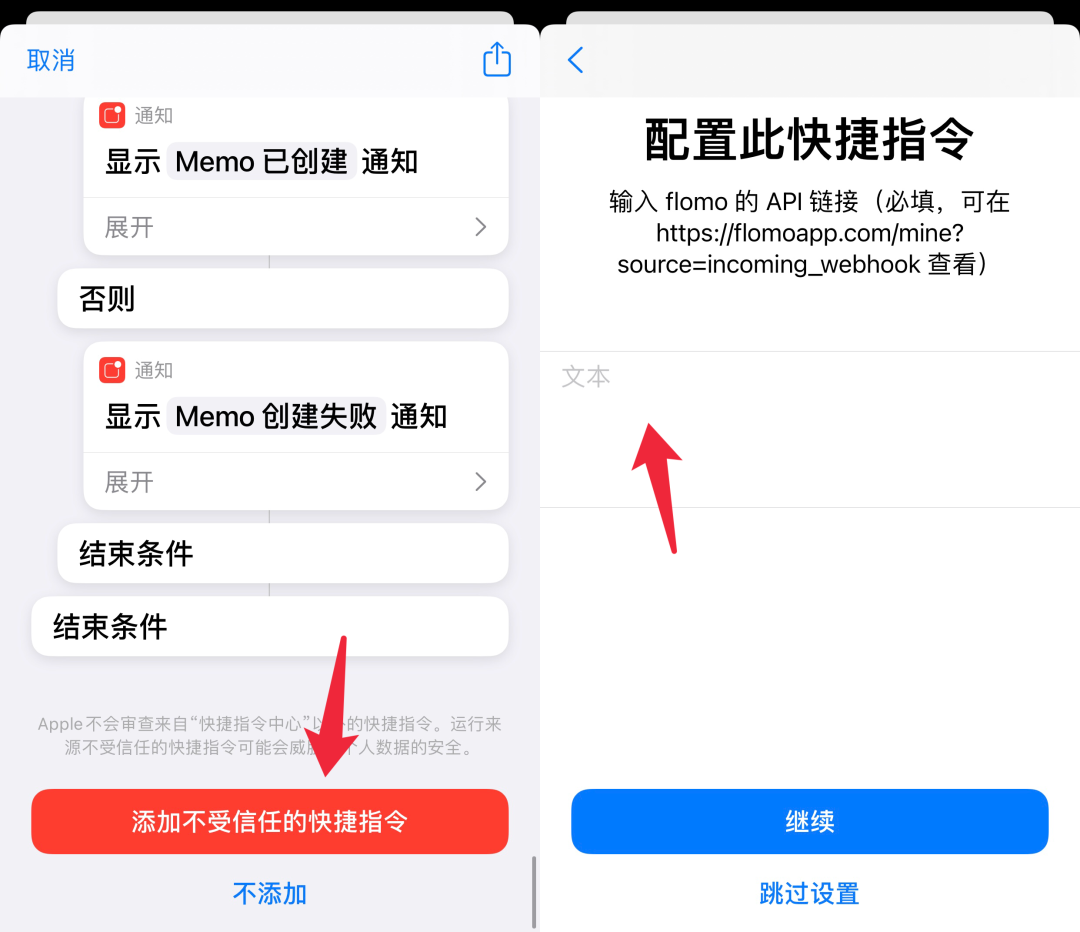 取消
通知
显示 Memo 已创建 通知
展开
否则
通知
显示 Memo 创建失败 通知
展开
结束条件
结束条件
Apple不会审查来自“快捷指令中心”以外的快捷指令。运行来
源不受信任的快捷指令可能会威 个人数据的安全。
添加不受信任的快捷指令
不添加
配置此快捷指令
输入 flomo 的 API 链接（必填，可在
https://flomoapp.com/mine?
source=incoming_webhook 查看）
文本
继续
跳过设置